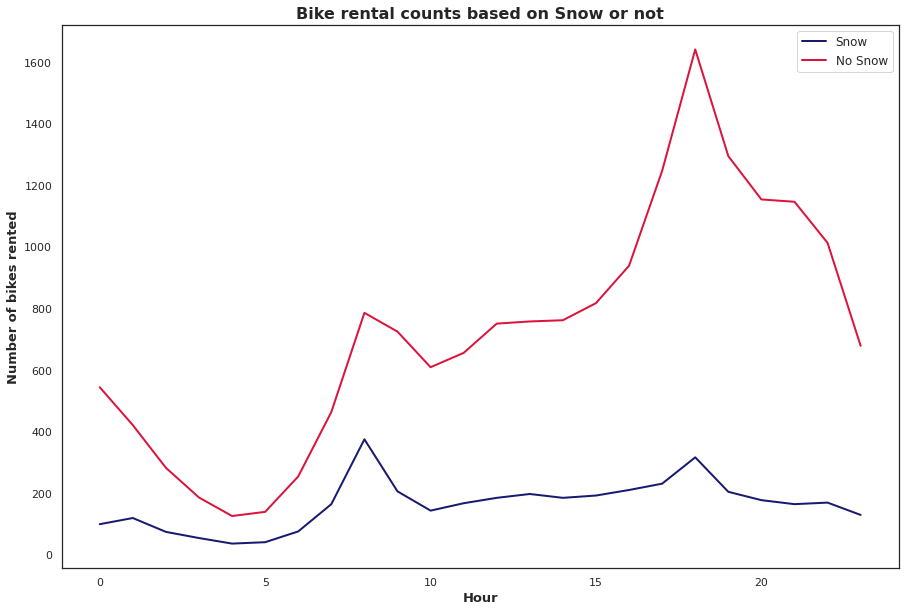 Bike rental counts based on Snow or not
Snow
No Snow
Number of bikes rented
1600
1400
1200
1000
800
600
400
200
0
0 5 10 15 20
Hour